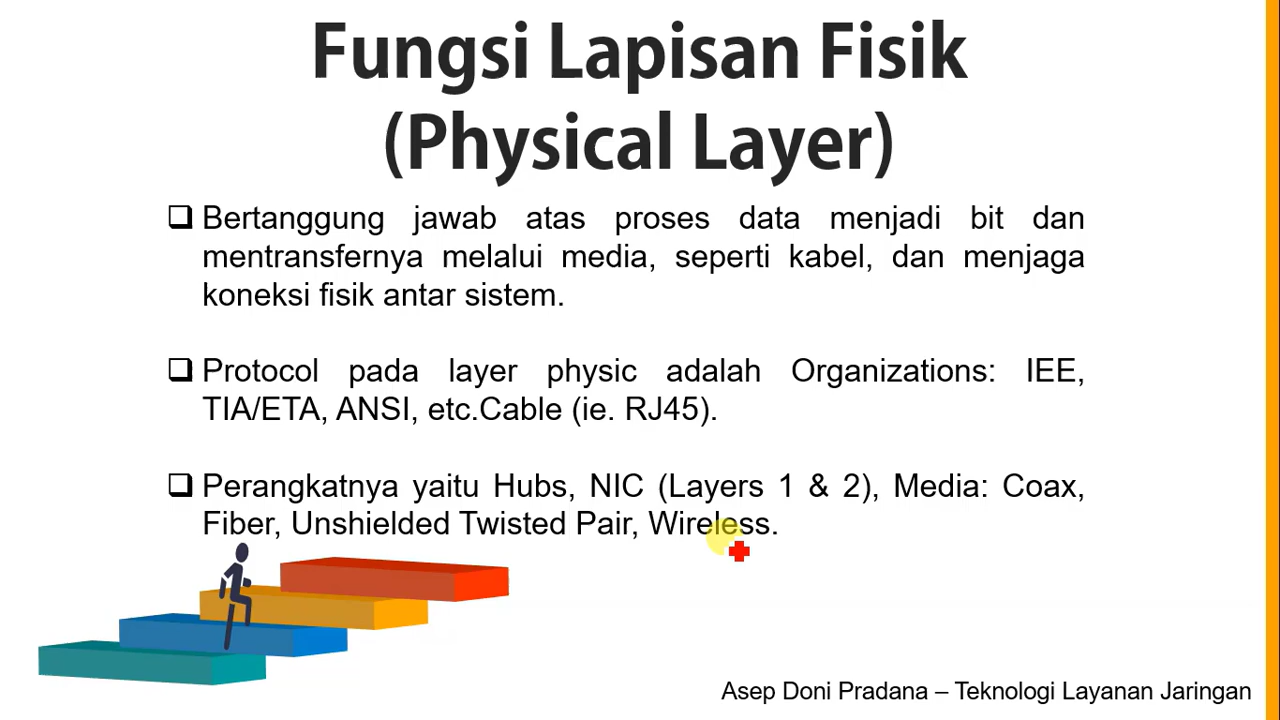 Fungsi Lapisan Fisik
(Physical Layer)
❑ Bertanggung jawab atas proses data menjadi bit dan
mentransfernya melalui media, seperti kabel, dan menjaga
koneksi fisik antar sistem.
❑ Protocol pada layer physic adalah Organizations: IEE,
TIA/ETA, ANSI, etc.Cable (ie. RJ45).
❑ Perangkatnya yaitu Hubs, NIC (Layers 1 & 2), Media: Coax,
Fiber, Unshielded Twisted Pair, Wireless.
Asep Doni Pradana – Teknologi Layanan Jaringan